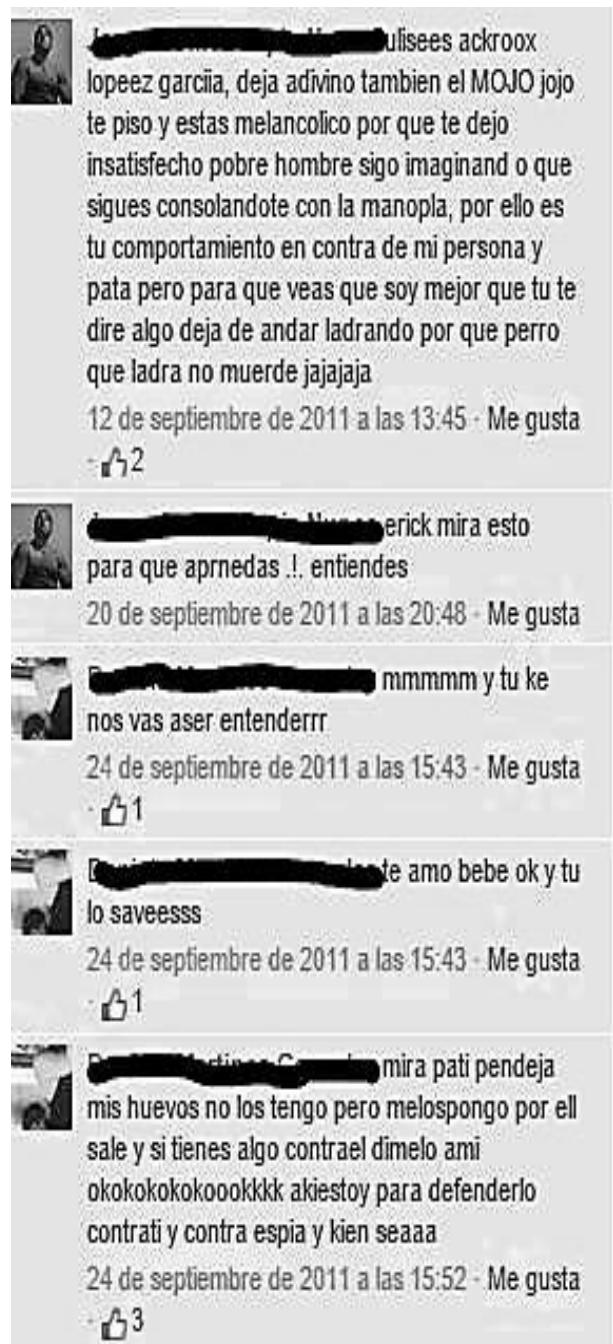 ulisees ackroox
lopeez garciia, deja adivino tambien el MOJO jojo
te piso y estas melancolico por que te dejo
insatisfecho pobre hombre sigo imaginand o que
sigues consolandote con la manopla, por ello es
tu comportamiento en contra de mi persona y
pata pero para que veas que soy mejor que tu te
dire algo deja de andar ladrando por que perro
que ladra no muerde jajajaja
12 de septiembre de 2011 a las 13:45 · Me gusta
· 2
erick mira esto
para que aprnedas .!. entiendes
20 de septiembre de 2011 a las 20:48 · Me gusta
mmmmm y tu ke
nos vas aser entenderrr
24 de septiembre de 2011 a las 15:43 · Me gusta
· 1
te amo bebe ok y tu
lo saveesss
24 de septiembre de 2011 a las 15:43 · Me gusta
· 1
mira pati pendeja
mis huevos no los tengo pero melospongo por ell
sale y si tienes algo contrael dimelo ami
okokokokokoookkkk akiestoy para defenderlo
contrati y contra espia y kien seaaa
24 de septiembre de 2011 a las 15:52 · Me gusta
· 3